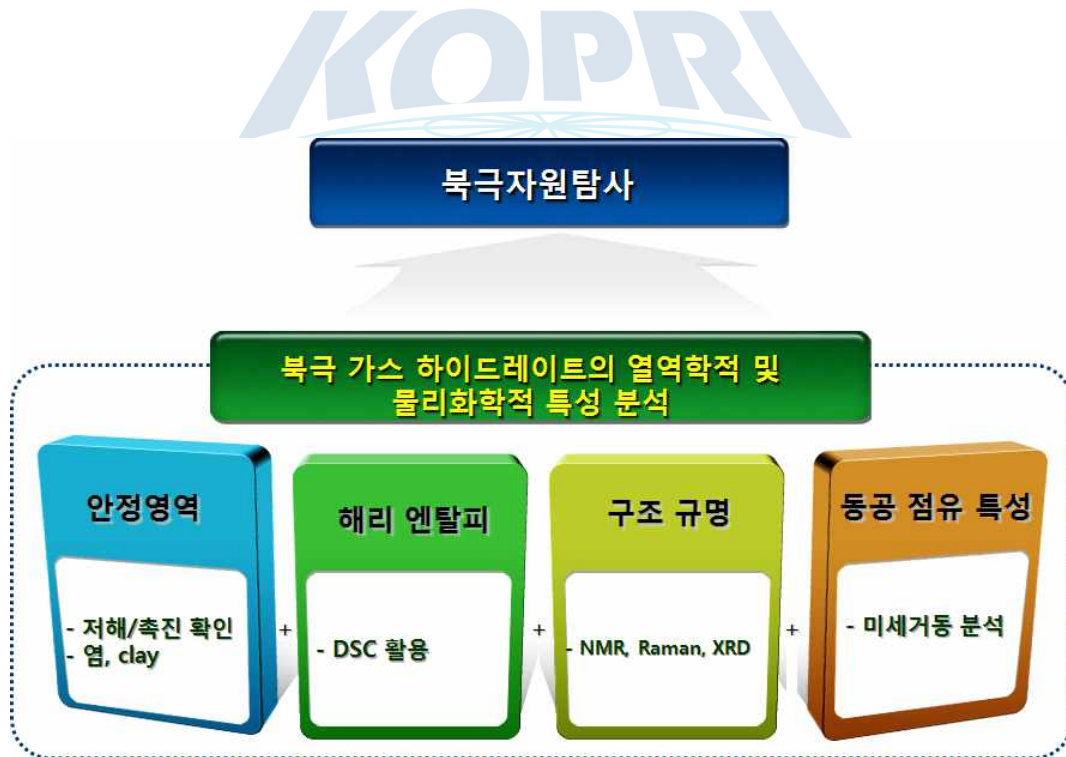 KOPRI
북극자원탐사
북극 가스 하이드레이트의 열역학적 및
물리화학적 특성 분석
안정영역
- 저해/촉진 확인
- 염, clay
+
해리 엔탈피
- DSC 활용
+
구조 규명
- NMR, Raman, XRD
+
동공 점유 특성
- 미세거동 분석